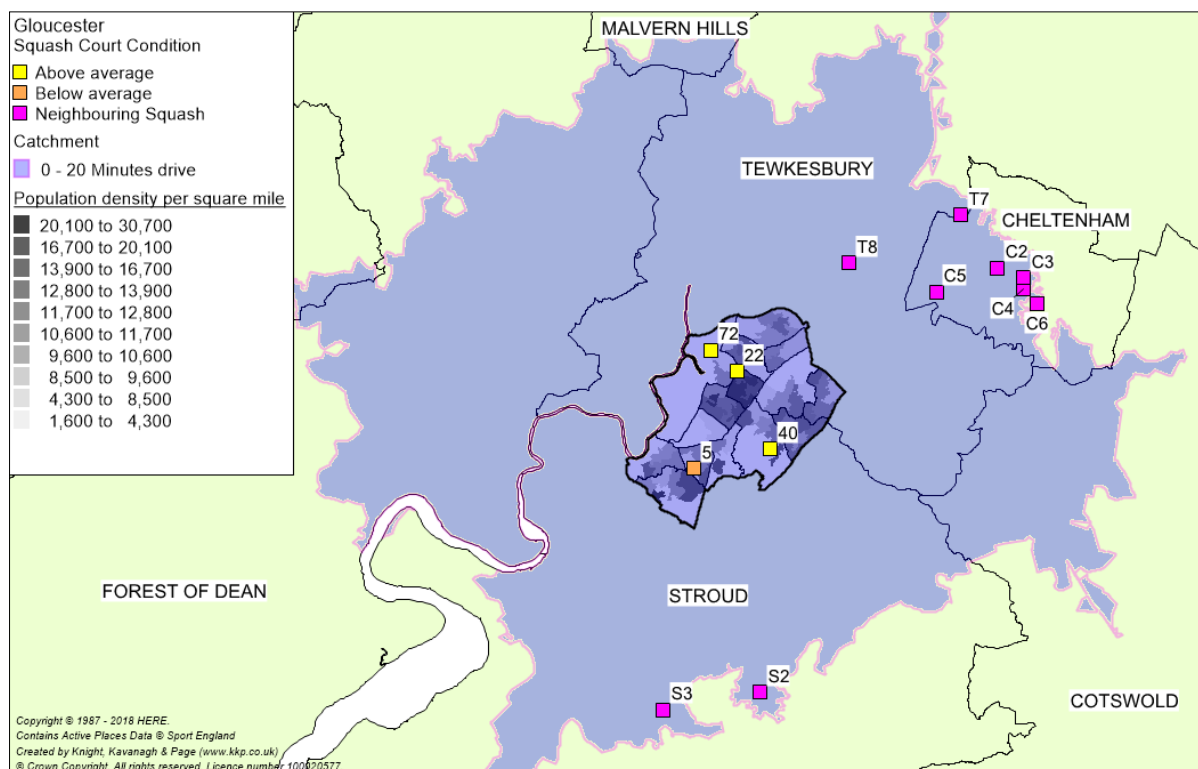 Gloucester
Squash Court Condition
Above average
Below average
Neighbouring Squash
Catchment
0 - 20 Minutes drive
Population density per square mile
20,100 to 30,700
16,700 to 20,100
13,900 to 16,700
12,800 to 13,900
11,700 to 12,800
10,600 to 11,700
9,600 to 10,600
8,500 to 9,600
4,300 to 8,500
1,600 to 4,300
MALVERN HILLS
TEWKESBURY
T7
CHELTENHAM
T8
C2
C3
C5
C4
C6
72
22
40
5
FOREST OF DEAN
STROUD
S2
S3
COTSWOLD
Copyright © 1987 - 2018 HERE.
Contains Active Places Data © Sport England
Created by Knight, Kavanagh & Page (www.kkp.co.uk)
© Crown Copyright. All rights reserved. Licence number 100020577